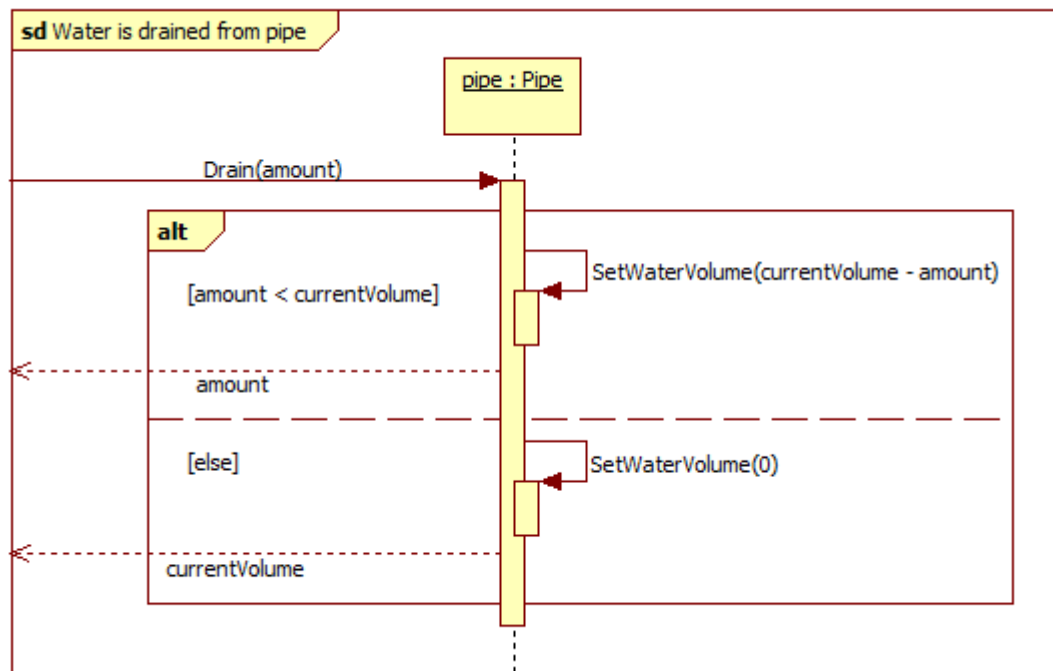 sd Water is drained from pipe
pipe : Pipe
Drain(amount)
alt
SetWaterVolume(currentVolume - amount)
[amount < currentVolume]
amount
[else]
SetWaterVolume(0)
currentVolume